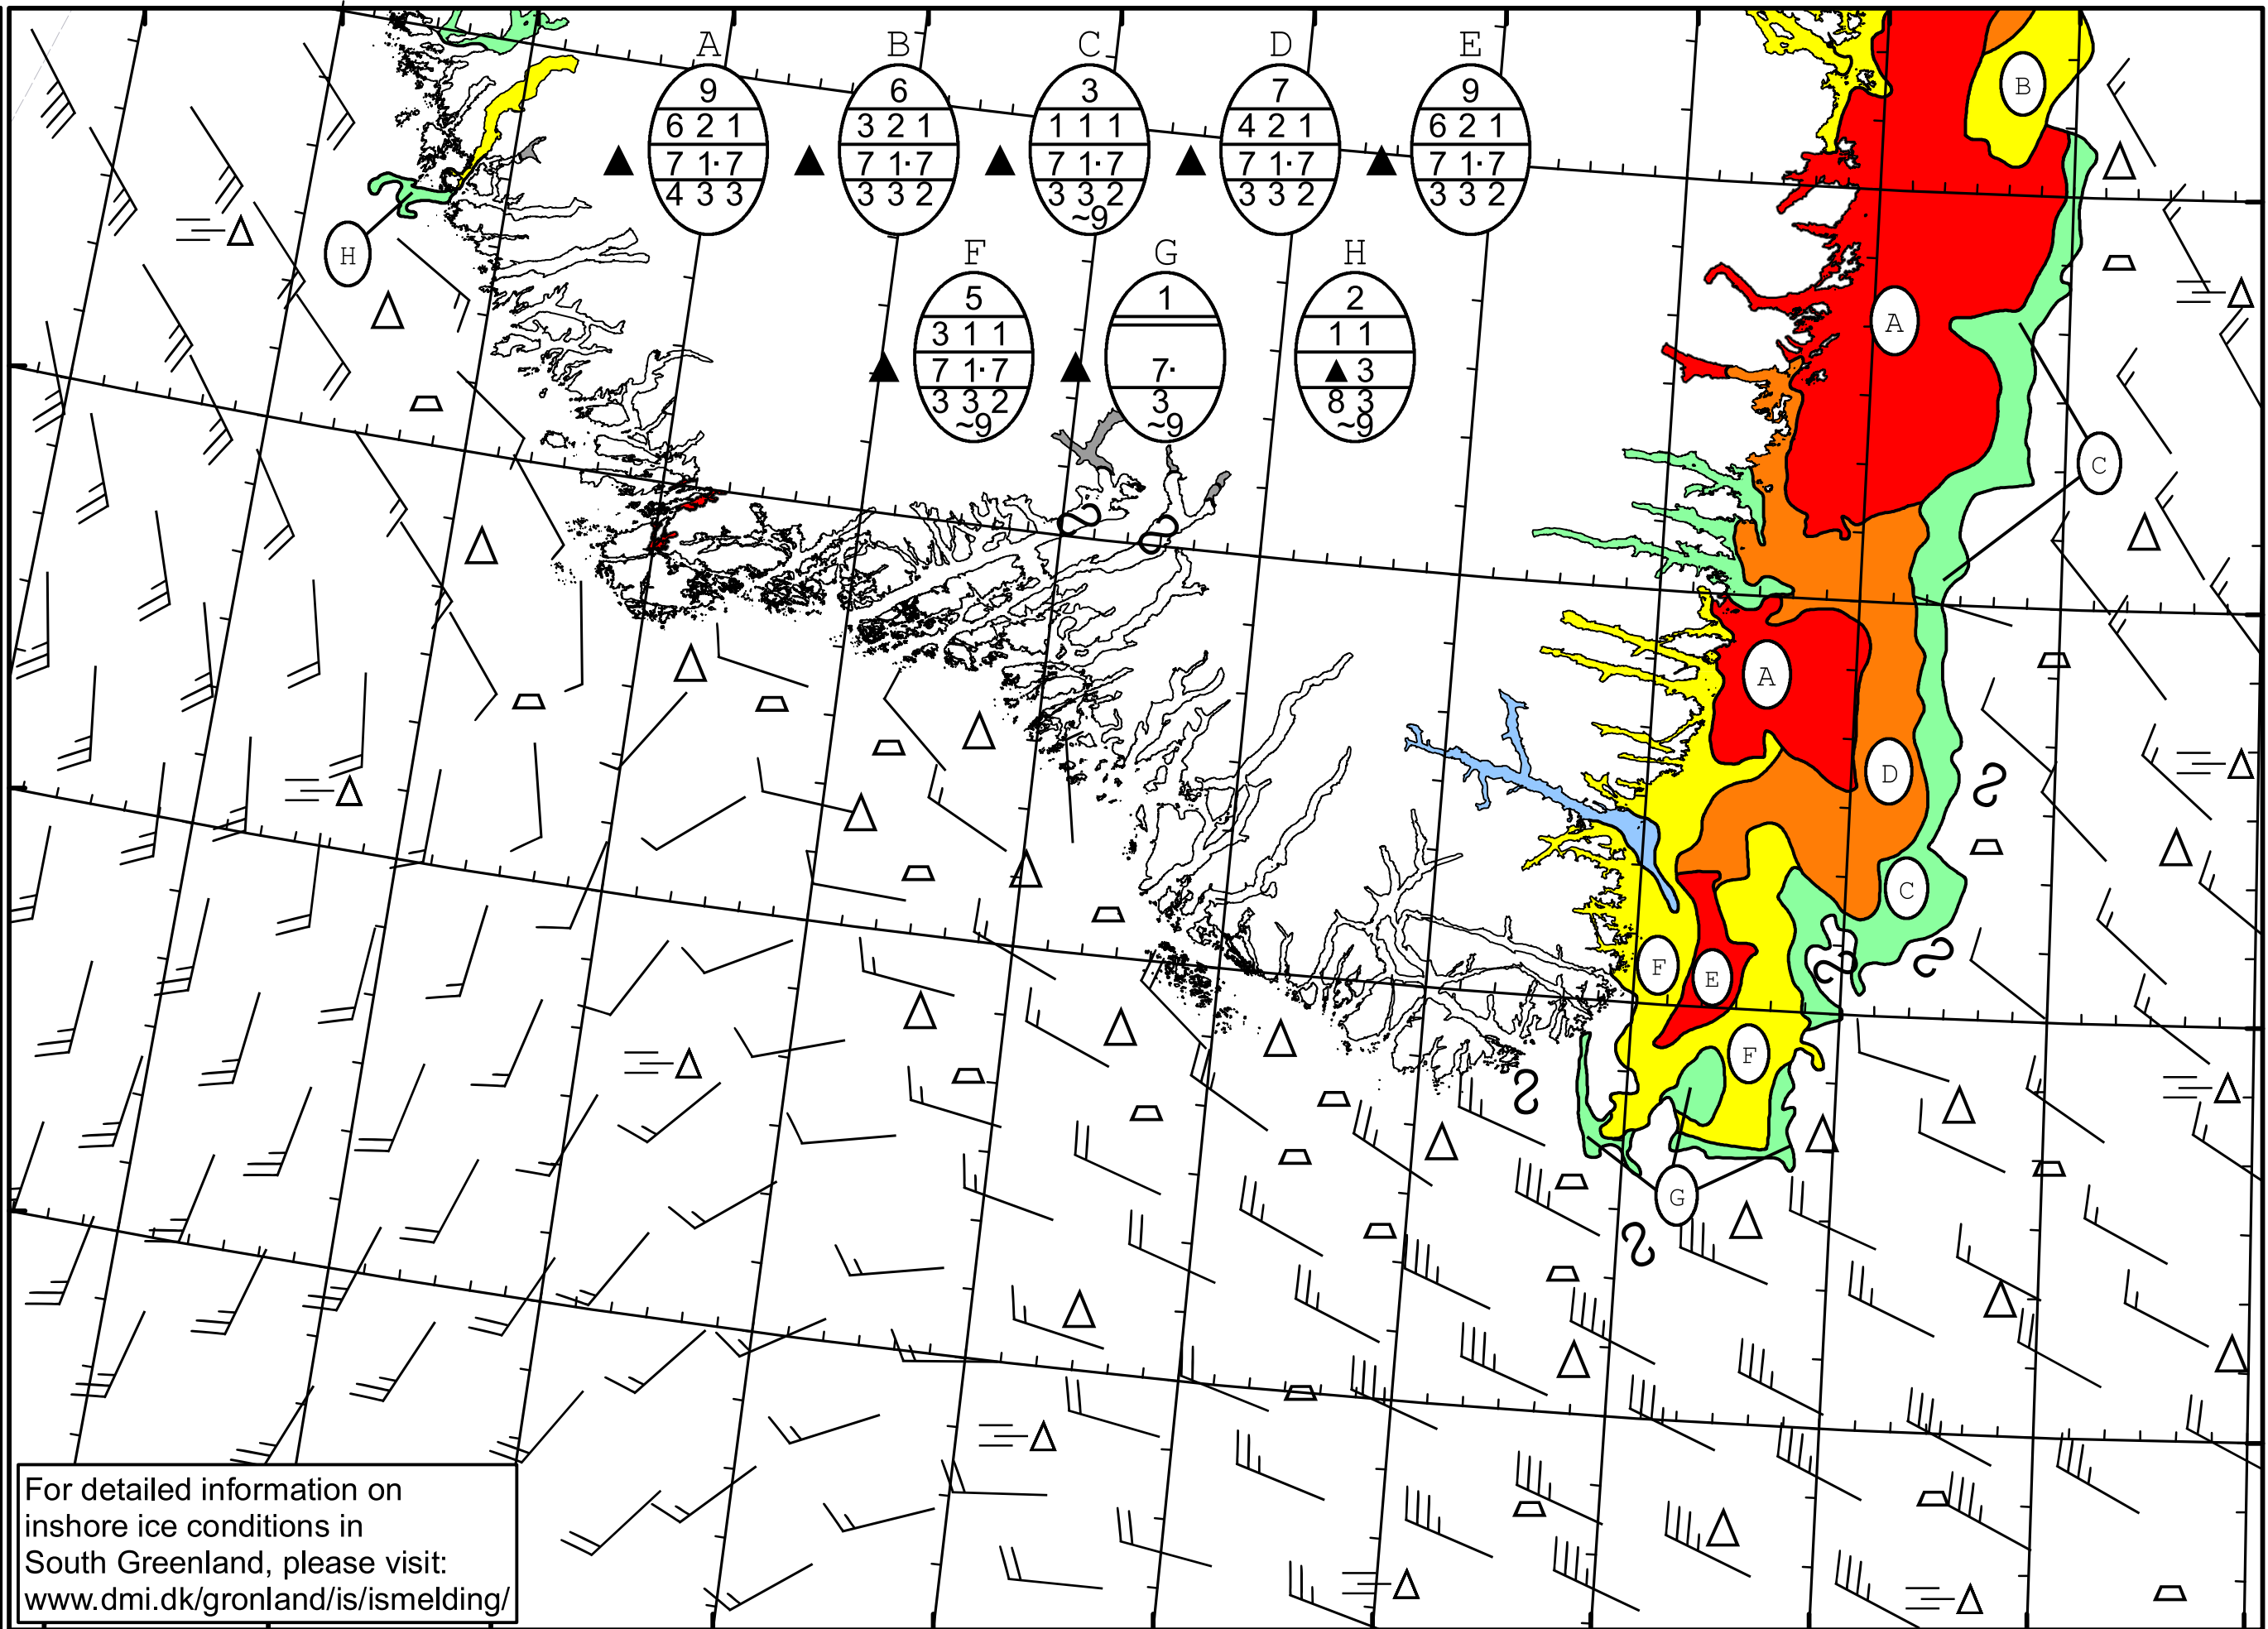 A B C D E
9 6 3 7 9
6 2 1 3 2 1 1 1 1 4 2 1 6 2 1
▲ 7 1·7 ▲ 7 1·7 ▲ 7 1·7 ▲ 7 1·7 ▲ 7 1·7
4 3 3 3 3 2 3 3 2 3 3 2 3 3 2
~9
F G H
5 1 2
3 1 1 1 1
▲ 7 1·7 ▲ 7· ▲ 3
3 3 2 3 8 3
~9 ~9 ~9
B
H
A
C
A
D
C
F
E
F
G
For detailed information on
inshore ice conditions in
South Greenland, please visit:
www.dmi.dk/gronland/is/ismelding/